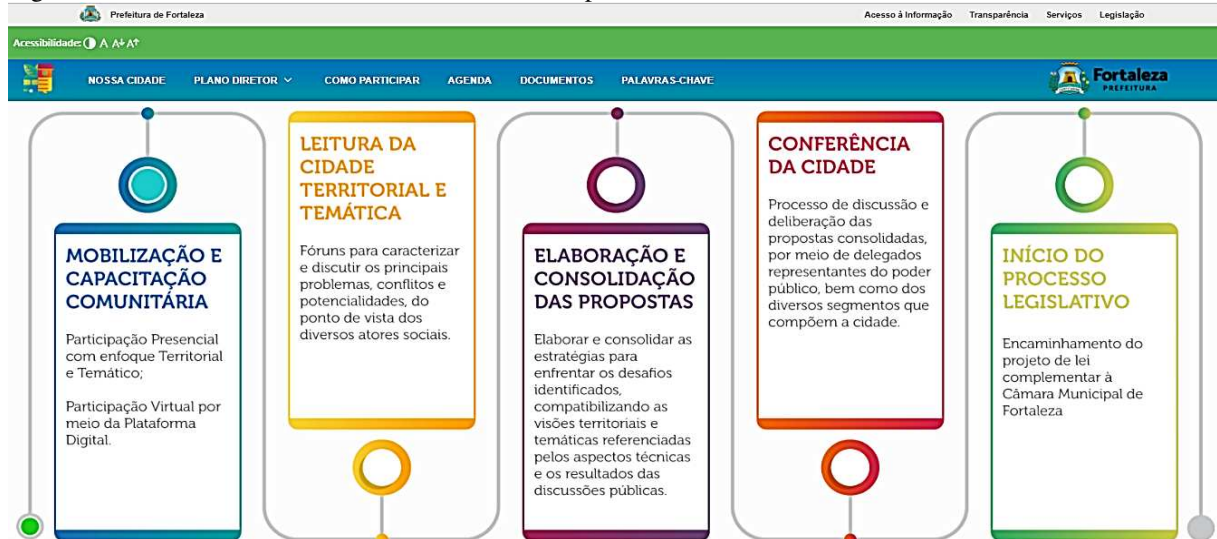 Prefeitura de Fortaleza
Acesso à Informação Transparência Serviços Legislação
Acessibilidade: A A+ A+
NOSSA CIDADE PLANO DIRETOR COMO PARTICIPAR AGENDA DOCUMENTOS PALAVRAS-CHAVE
Fortaleza
PREFEITURA
MOBILIZAÇÃO E
CAPACITAÇÃO
COMUNITÁRIA
Participação Presencial
com enfoque Territorial
e Temático;
Participação Virtual por
meio da Plataforma
Digital.
LEITURA DA
CIDADE
TERRITORIAL E
TEMÁTICA
Fóruns para caracterizar
e discutir os principais
problemas, conflitos e
potencialidades, do
ponto de vista dos
diversos atores sociais.
ELABORAÇÃO E
CONSOLIDAÇÃO
DAS PROPOSTAS
Elaborar e consolidar as
estratégias para
enfrentar os desafios
identificados,
compatibilizando as
visões territoriais e
temáticas referenciadas
pelos aspectos técnicas
e os resultados das
discussões públicas.
CONFERÊNCIA
DA CIDADE
Processo de discussão e
deliberação das
propostas consolidadas,
por meio de delegados
representantes do poder
público, bem como dos
diversos segmentos que
compõem a cidade.
INÍCIO DO
PROCESSO
LEGISLATIVO
Encaminhamento do
projeto de lei
complementar à
Câmara Municipal de
Fortaleza